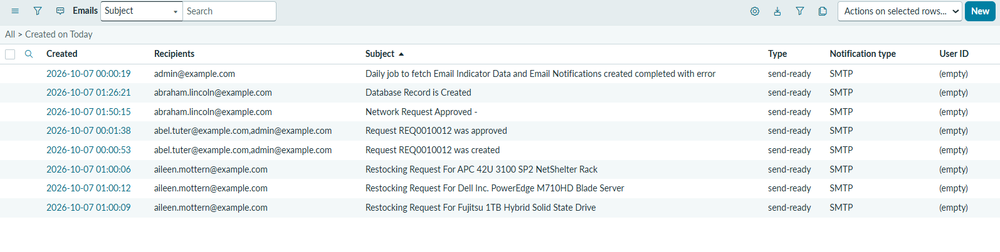 Emails Subject Search Actions on selected rows... New
All > Created on Today
Created Recipients Subject Type Notification type User ID
2026-10-07 00:00:19 admin@example.com Daily job to fetch Email Indicator Data and Email Notifications created completed with error send-ready SMTP (empty)
2026-10-07 01:26:21 abraham.lincoln@example.com Database Record is Created send-ready SMTP (empty)
2026-10-07 01:50:15 abraham.lincoln@example.com Network Request Approved - send-ready SMTP (empty)
2026-10-07 00:01:38 abel.tuter@example.com,admin@example.com Request REQ0010012 was approved send-ready SMTP (empty)
2026-10-07 00:00:53 abel.tuter@example.com,admin@example.com Request REQ0010012 was created send-ready SMTP (empty)
2026-10-07 01:00:06 aileen.mottern@example.com Restocking Request For APC 42U 3100 SP2 NetShelter Rack send-ready SMTP (empty)
2026-10-07 01:00:12 aileen.mottern@example.com Restocking Request For Dell Inc. PowerEdge M710HD Blade Server send-ready SMTP (empty)
2026-10-07 01:00:09 aileen.mottern@example.com Restocking Request For Fujitsu 1TB Hybrid Solid State Drive send-ready SMTP (empty)